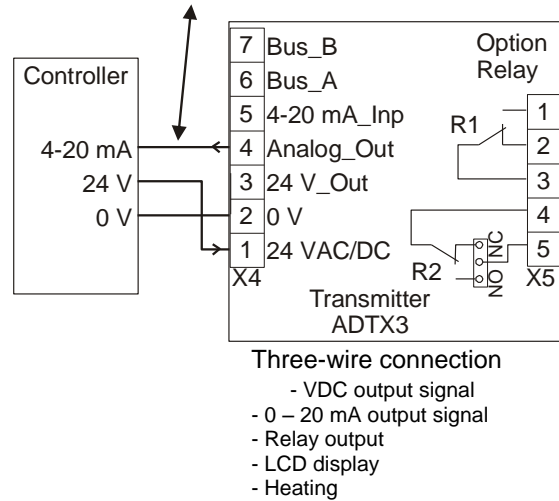 Controller
4-20 mA
24 V
0 V
7 Bus_B
6 Bus_A
5 4-20 mA_Inp
4 Analog_Out
3 24 V_Out
2 0 V
1 24 VAC/DC
X4
Option
Relay
R1
1
2
3
4
5
X5
R2
NC
NO
Transmitter
ADTX3
Three-wire connection
- VDC output signal
- 0 – 20 mA output signal
- Relay output
- LCD display
- Heating